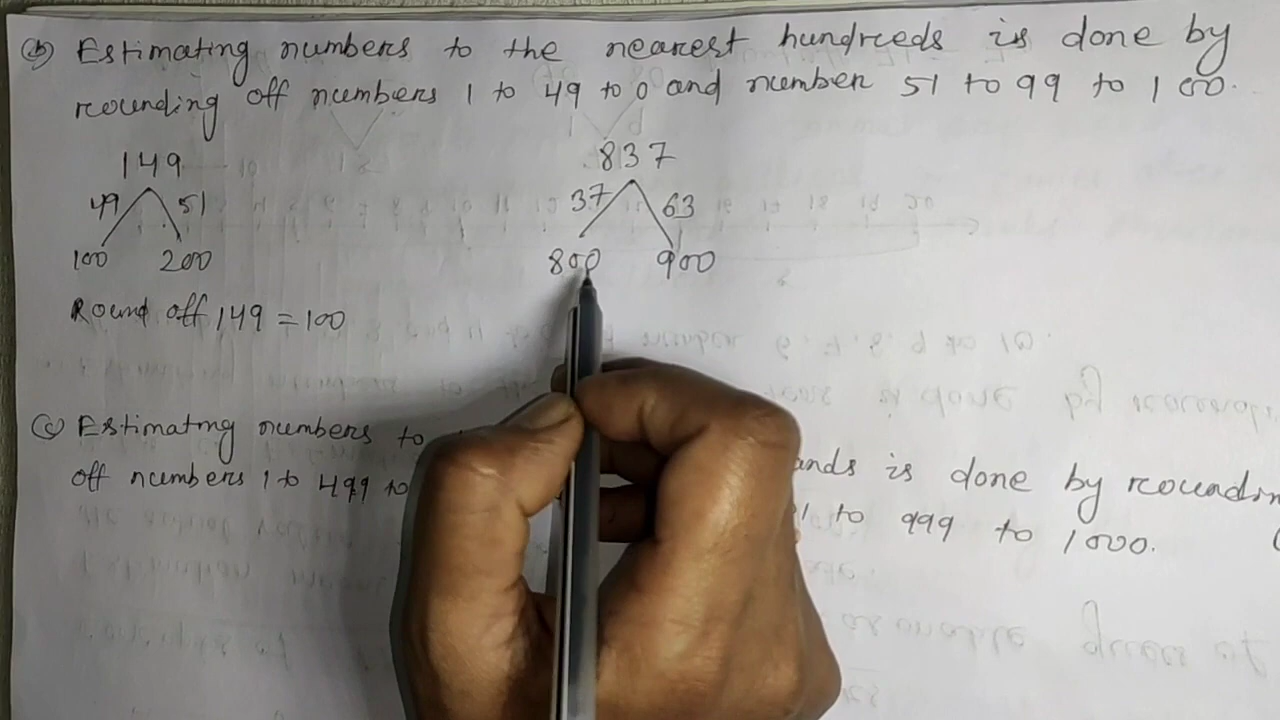 (b) Estimating numbers to the nearest hundreds is done by
rounding off numbers 1 to 49 to 0 and number 51 to 99 to 100.
149
49 51
100 200
837
37 63
800 900
Round off 149 = 100
(c) Estimating numbers to ands is done by roundin
off numbers 1 to 499 to 1 to 999 to 1000.